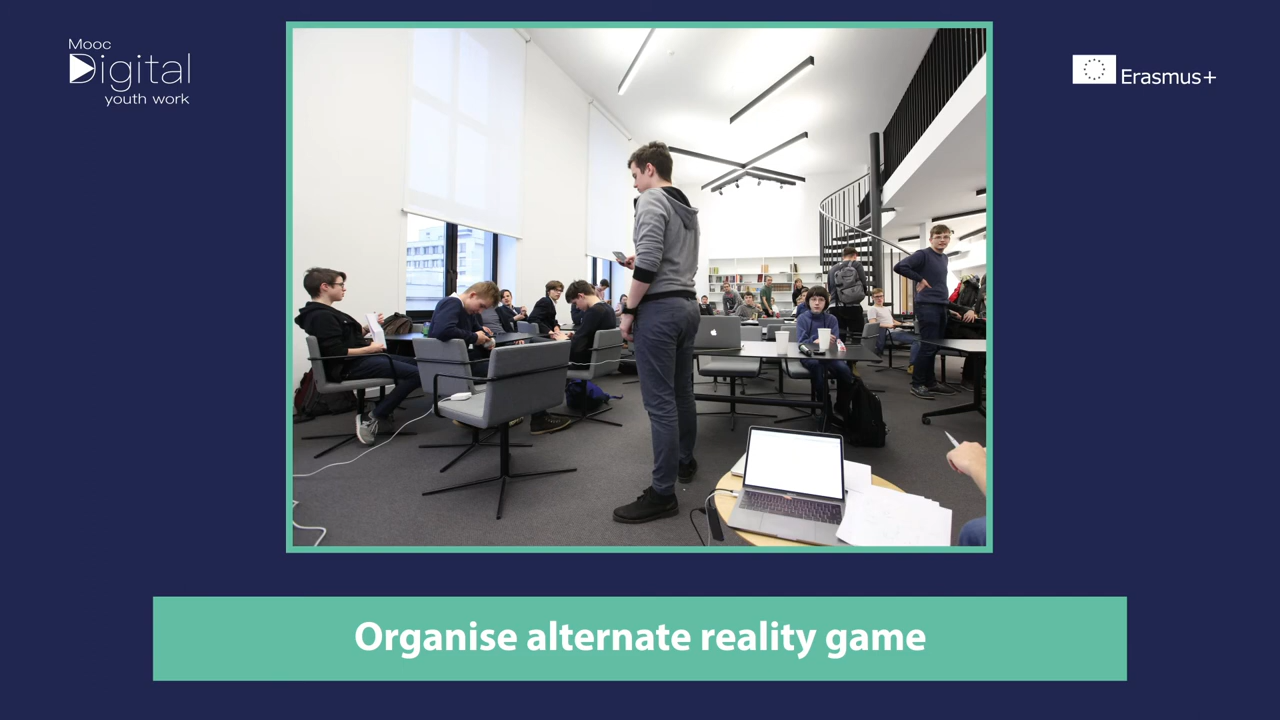 Mooc
Digital
youth work
Erasmus+
Organise alternate reality game